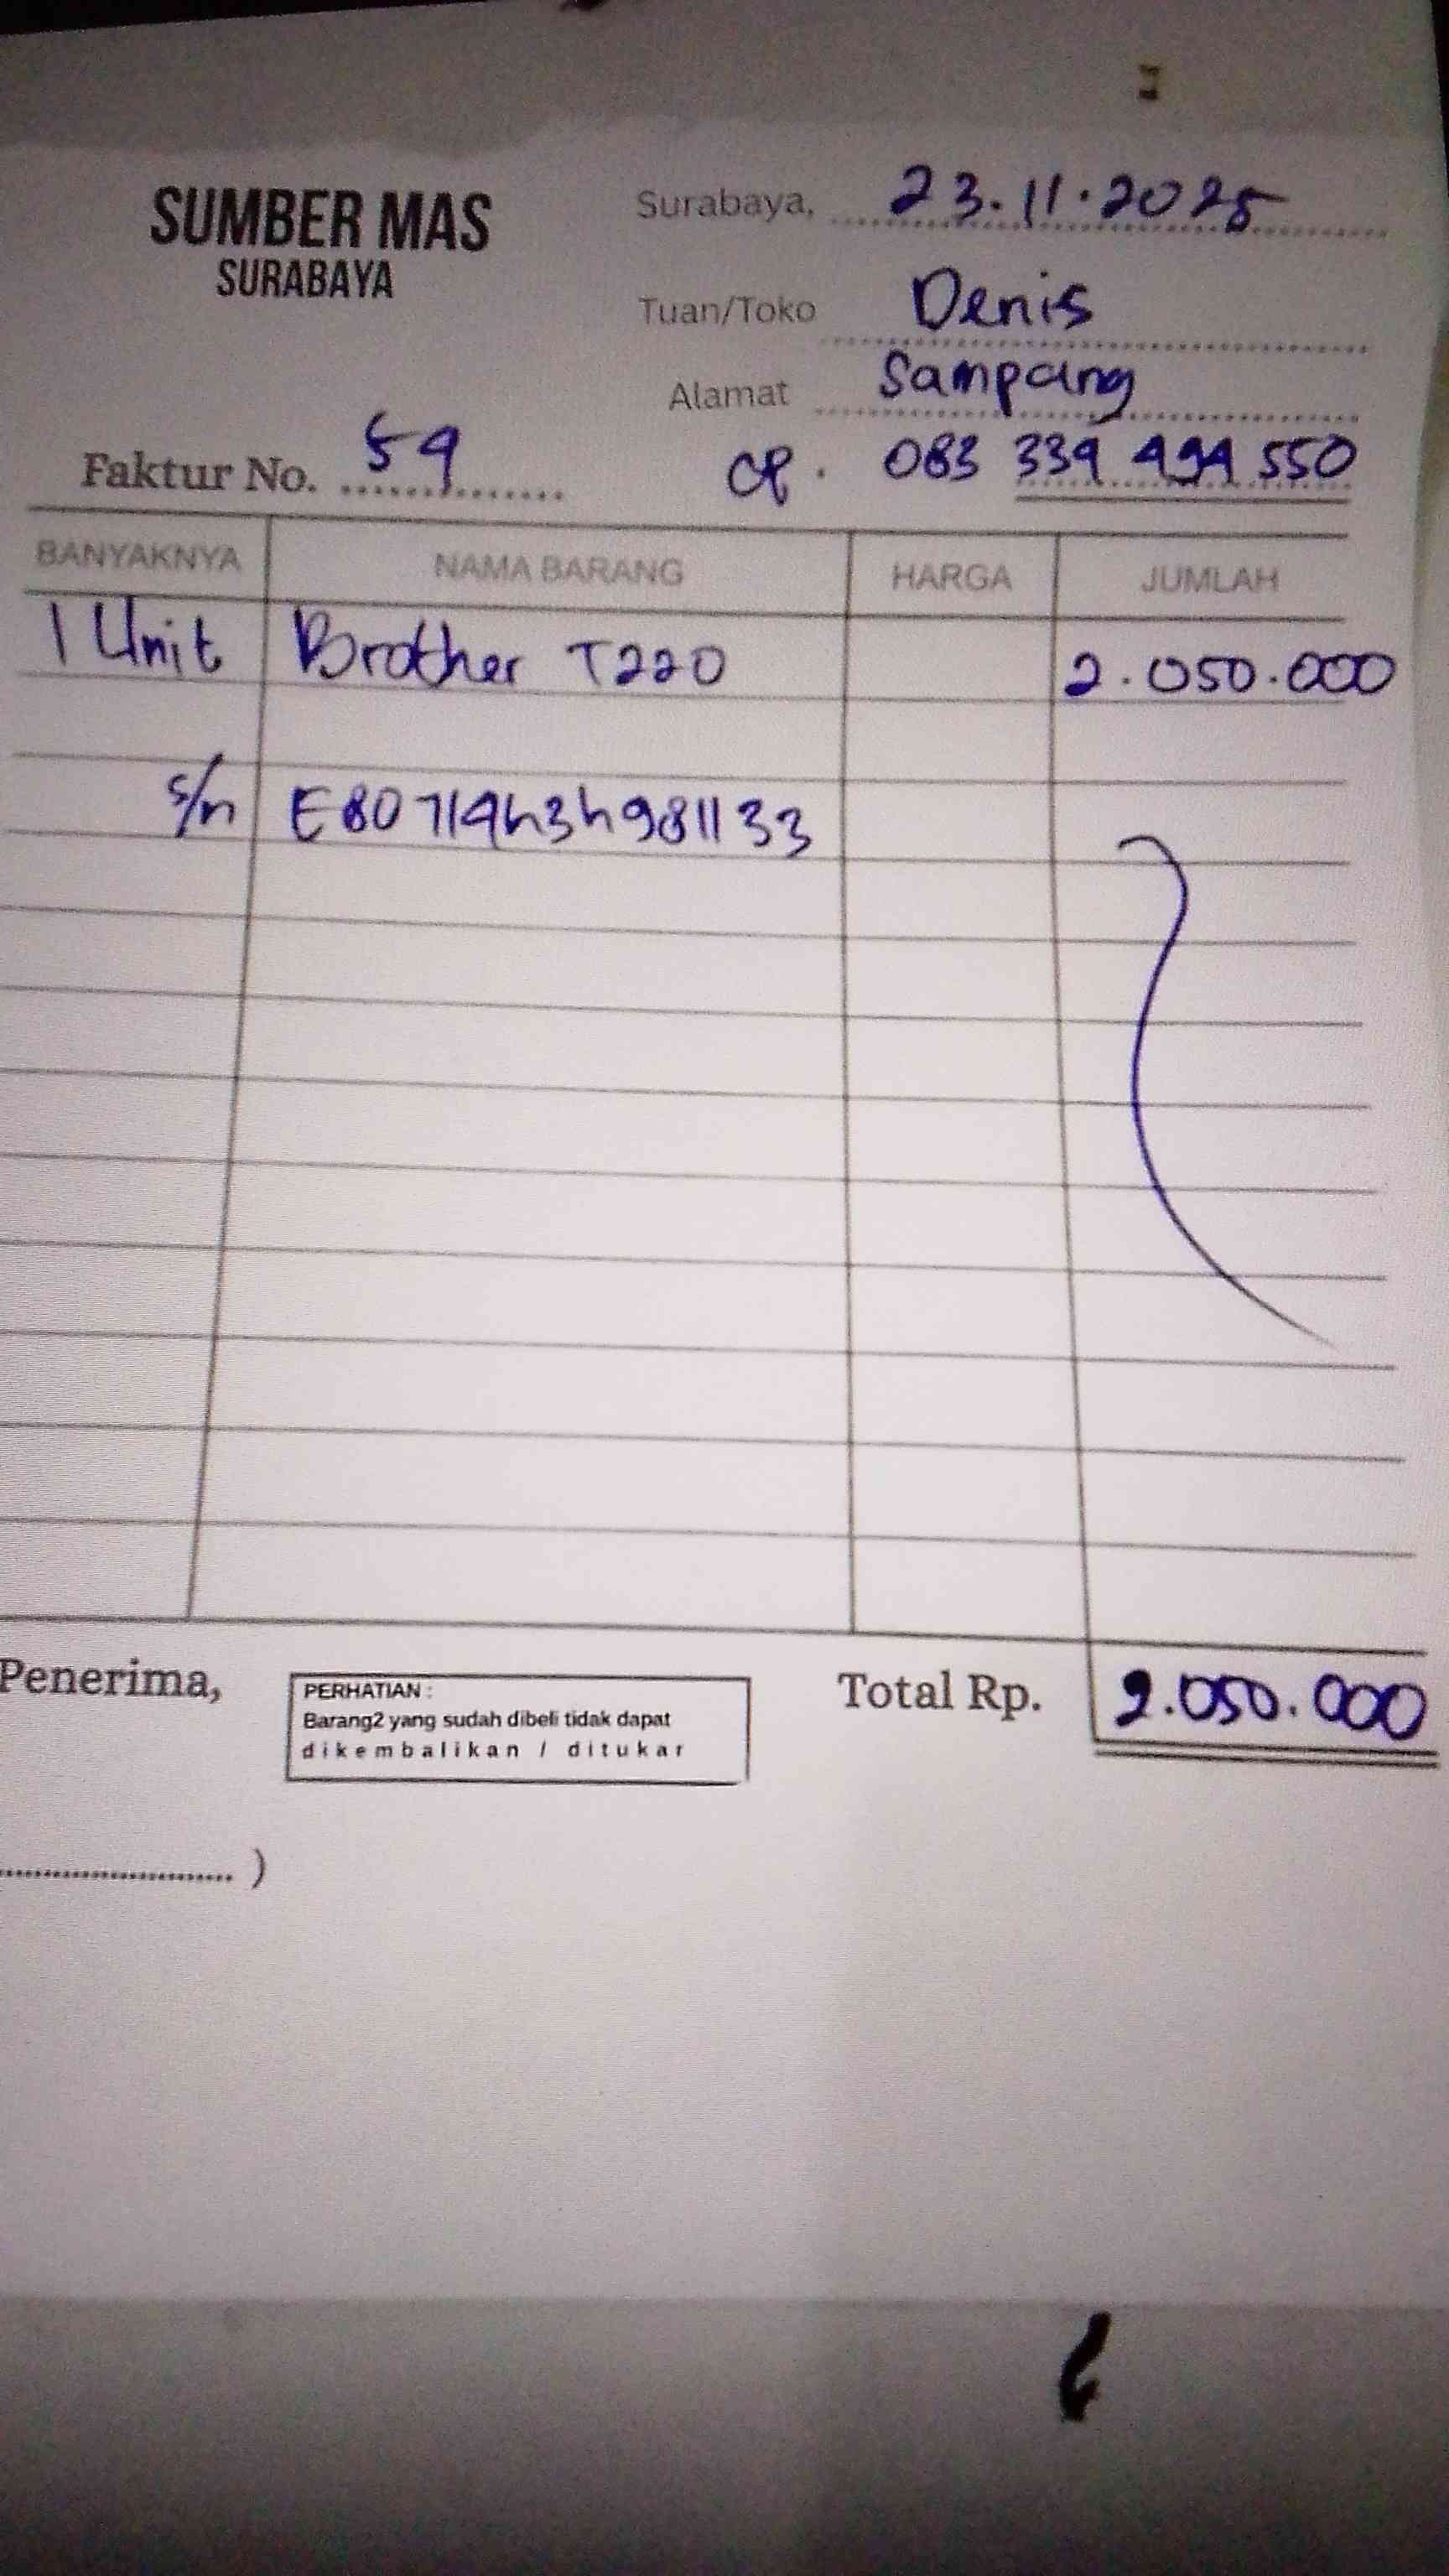 SUMBER MAS
SURABAYA
Surabaya, 23.11.2025
Tuan/Toko Denis
Alamat Sampang
Faktur No. 59
CP. 083 339 494 550
BANYAKNYA NAMA BARANG HARGA JUMLAH
1 Unit Brother T220 2.050.000
s/n E80719h3h981133
Penerima,
PERHATIAN :
Barang2 yang sudah dibeli tidak dapat
dikembalikan / ditukar
Total Rp. 2.050.000